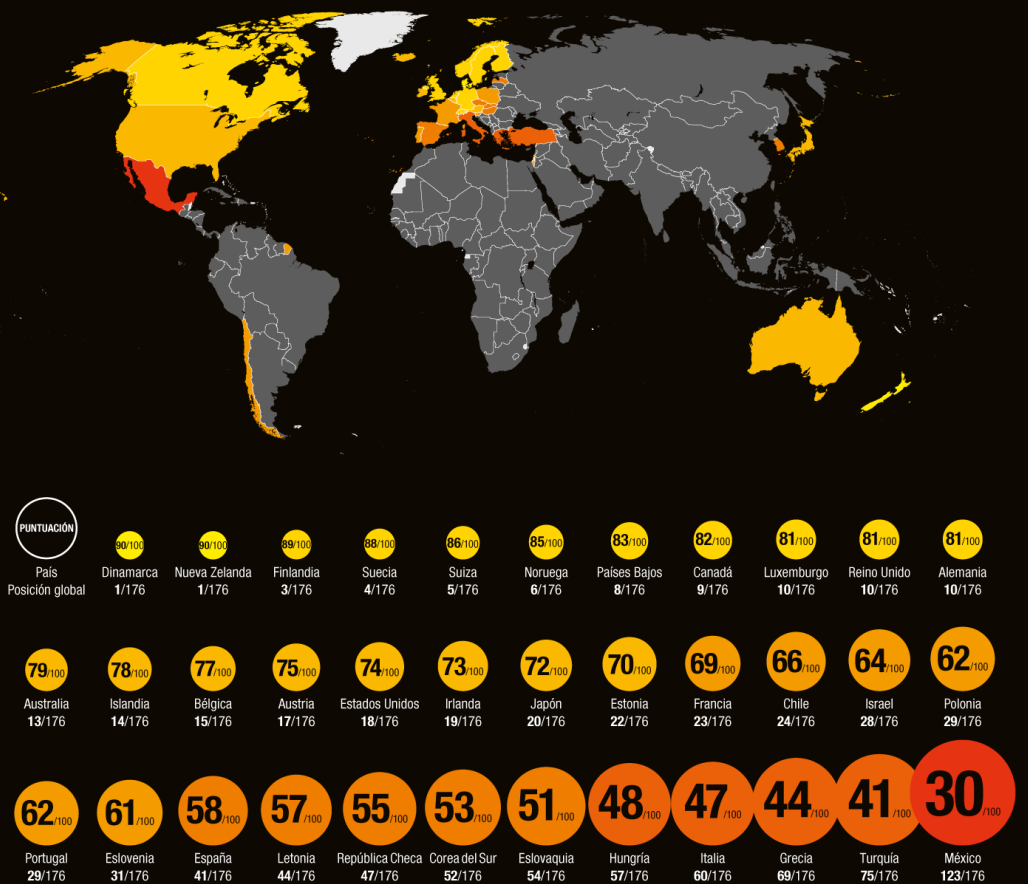 PUNTUACIÓN
País
Posición global
90/100
Dinamarca
1/176
90/100
Nueva Zelanda
1/176
89/100
Finlandia
3/176
88/100
Suecia
4/176
86/100
Suiza
5/176
85/100
Noruega
6/176
83/100
Países Bajos
8/176
82/100
Canadá
9/176
81/100
Luxemburgo
10/176
81/100
Reino Unido
10/176
81/100
Alemania
10/176
79/100
Australia
13/176
78/100
Islandia
14/176
77/100
Bélgica
15/176
75/100
Austria
17/176
74/100
Estados Unidos
18/176
73/100
Irlanda
19/176
72/100
Japón
20/176
70/100
Estonia
22/176
69/100
Francia
23/176
66/100
Chile
24/176
64/100
Israel
28/176
62/100
Polonia
29/176
62/100
Portugal
29/176
61/100
Eslovenia
31/176
58/100
España
41/176
57/100
Letonia
44/176
55/100
República Checa
47/176
53/100
Corea del Sur
52/176
51/100
Eslovaquia
54/176
48/100
Hungría
57/176
47/100
Italia
60/176
44/100
Grecia
69/176
41/100
Turquía
75/176
30/100
México
123/176